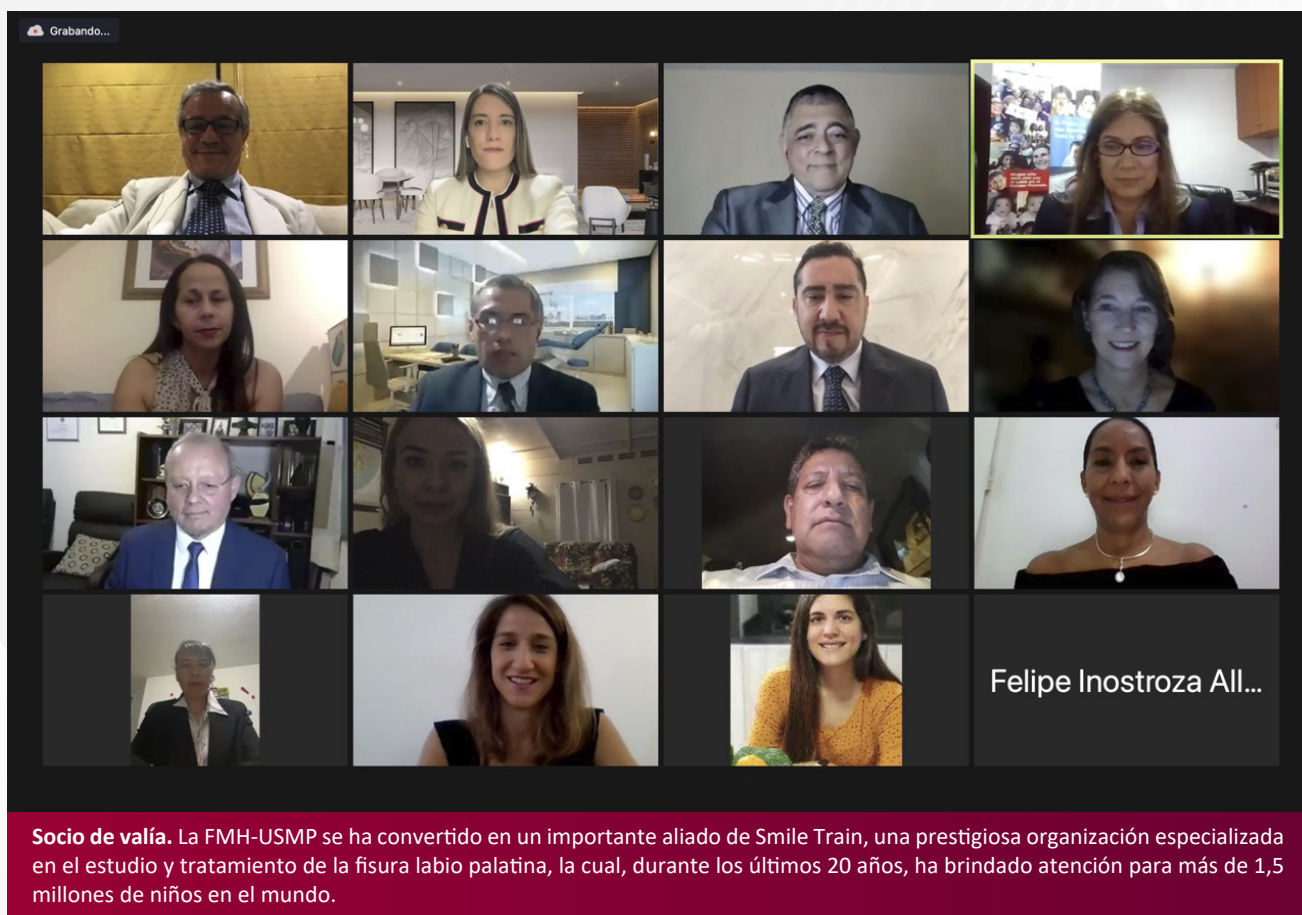 Grabando...
Felipe Inostroza All...
Socio de valía. La FMH-USMP se ha convertido en un importante aliado de Smile Train, una prestigiosa organización especializada
en el estudio y tratamiento de la fisura labio palatina, la cual, durante los últimos 20 años, ha brindado atención para más de 1,5
millones de niños en el mundo.